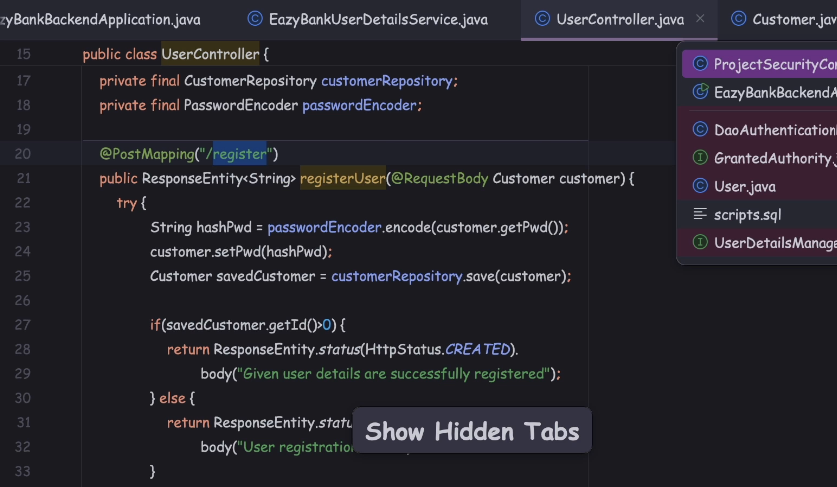 zyBankBackendApplication.java EazyBankUserDetailsService.java UserController.java × Customer.jav
15 public class UserController {
17 private final CustomerRepository customerRepository;
18 private final PasswordEncoder passwordEncoder;
19
20 @PostMapping("/register")
21 public ResponseEntity<String> registerUser(@RequestBody Customer customer) {
22 try {
23 String hashPwd = passwordEncoder.encode(customer.getPwd());
24 customer.setPwd(hashPwd);
25 Customer savedCustomer = customerRepository.save(customer);
26
27 if(savedCustomer.getId()>0) {
28 return ResponseEntity.status(HttpStatus.CREATED).
29 body("Given user details are successfully registered");
30 } else {
31 return ResponseEntity.statu
32 body("User registration
33 }
ProjectSecurityCon
EazyBankBackendA
DaoAuthentication
GrantedAuthority.
User.java
scripts.sql
UserDetailsManage
Show Hidden Tabs